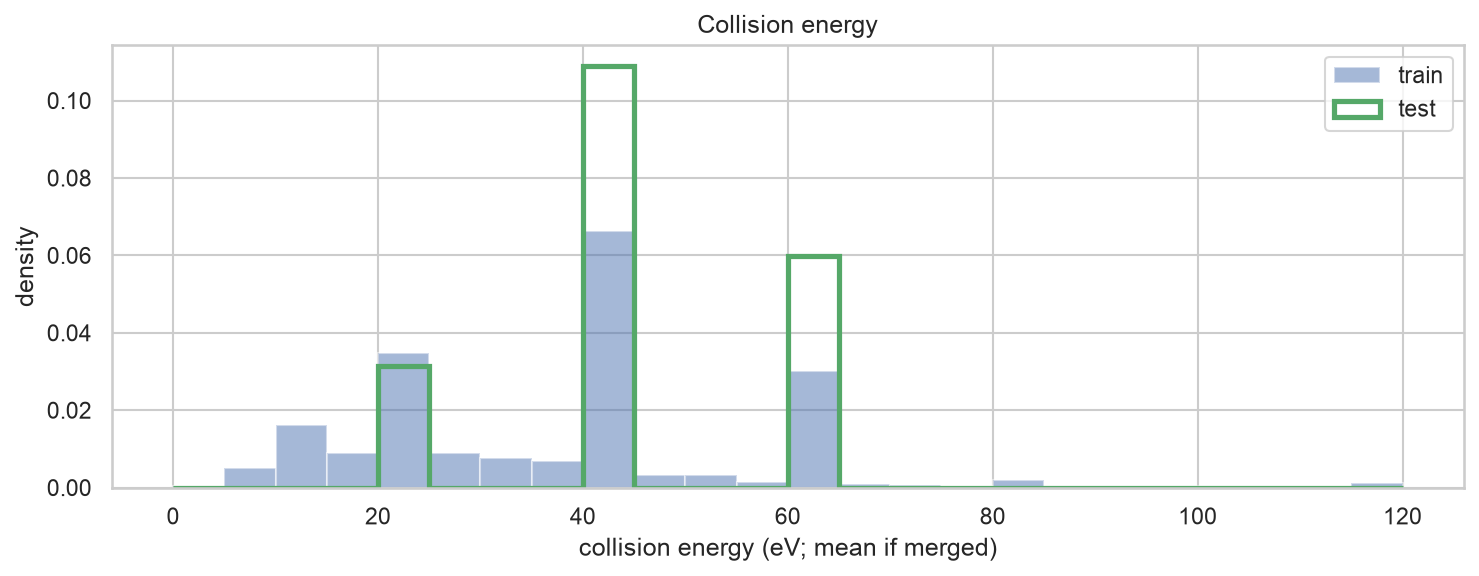 Collision energy
train
test
density
0.10
0.08
0.06
0.04
0.02
0.00
0 20 40 60 80 100 120
collision energy (eV; mean if merged)